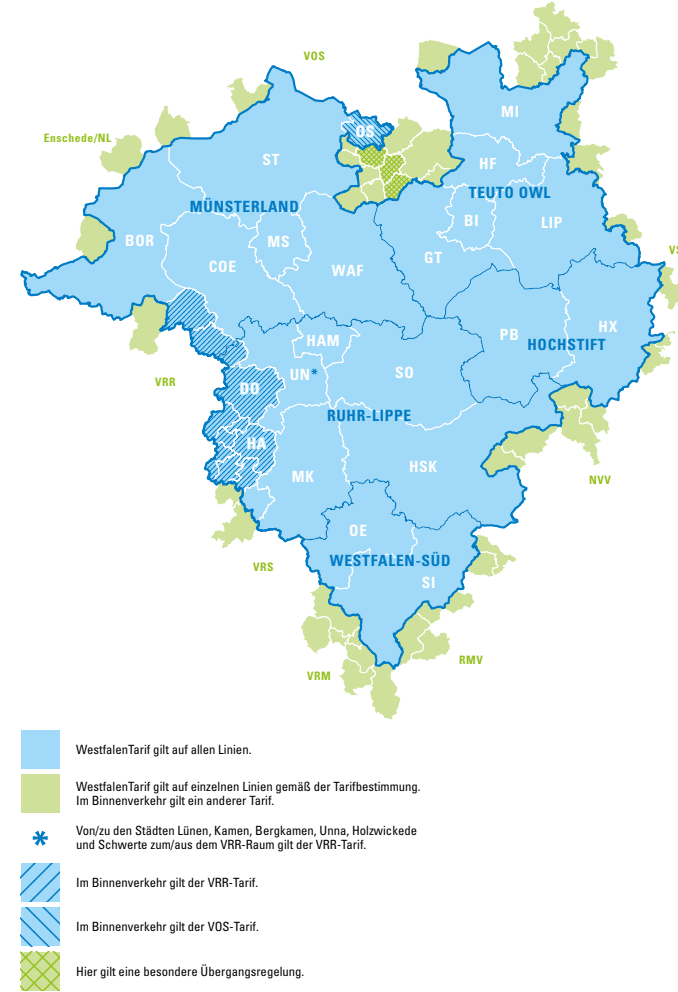 VOS
Enschede/NL
MI
OS
ST
HF
TEUTO OWL
MÜNSTERLAND
BI
LIP
BOR
MS
COE
WAF
GT
PB
HX
HOCHSTIFT
HAM
VRR
UN*
SO
DO
RUHR-LIPPE
HA
HSK
MK
NVV
OE
WESTFALEN-SÜD
VRS
SI
RMV
VRM
WestfalenTarif gilt auf allen Linien.
WestfalenTarif gilt auf einzelnen Linien gemäß der Tarifbestimmung.
Im Binnenverkehr gilt ein anderer Tarif.
* Von/zu den Städten Lünen, Kamen, Bergkamen, Unna, Holzwickede
und Schwerte zum/aus dem VRR-Raum gilt der VRR-Tarif.
Im Binnenverkehr gilt der VRR-Tarif.
Im Binnenverkehr gilt der VOS-Tarif.
Hier gilt eine besondere Übergangsregelung.